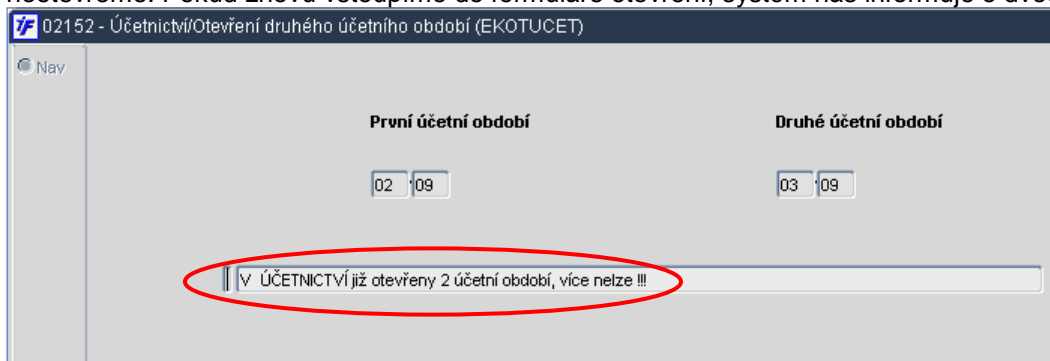 02152 - Účetnictví/Otevření druhého účetního období (EKOTUCET)
Nav
První účetní období
Druhé účetní období
02 09
03 09
V ÚČETNICTVÍ již otevřeny 2 účetní období, více nelze !!!